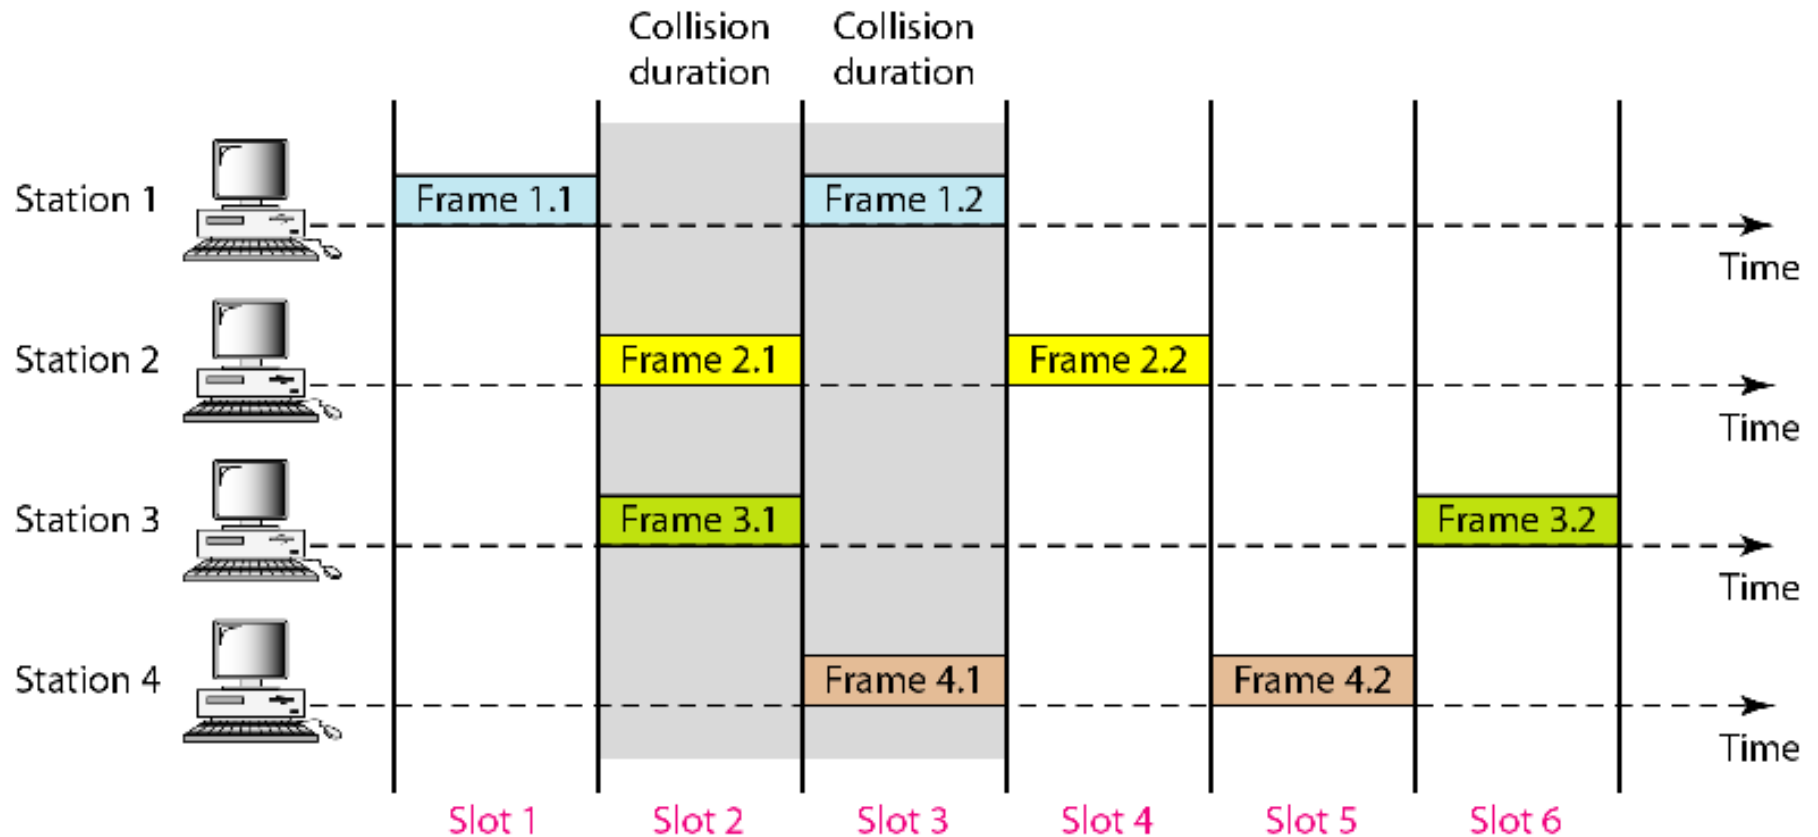 Collision Collision
duration duration
Station 1 Frame 1.1 Frame 1.2
Time
Station 2 Frame 2.1 Frame 2.2
Time
Station 3 Frame 3.1 Frame 3.2
Time
Station 4 Frame 4.1 Frame 4.2
Time
Slot 1 Slot 2 Slot 3 Slot 4 Slot 5 Slot 6